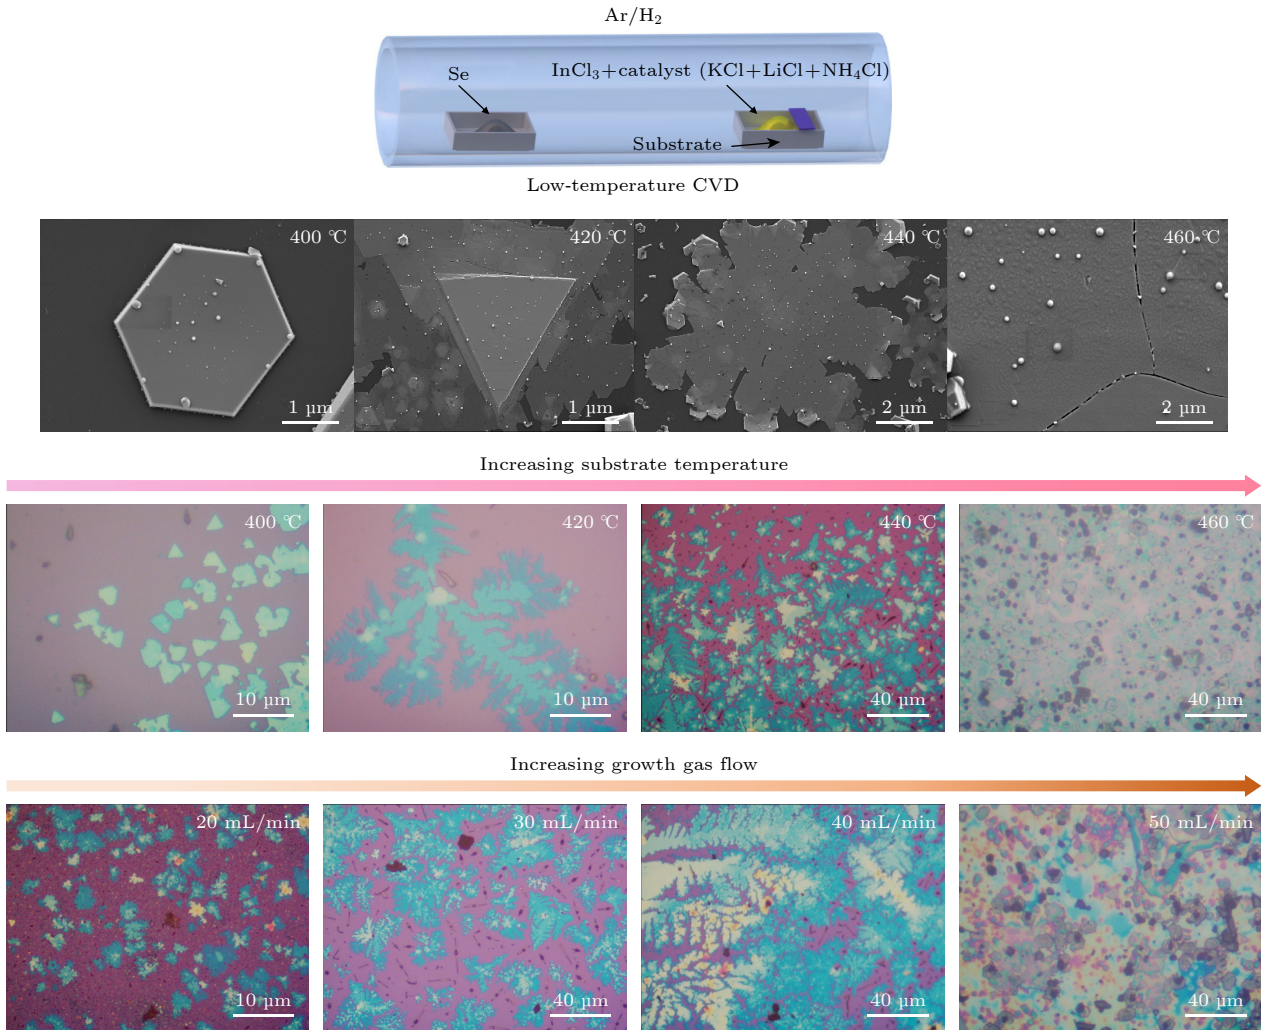 Ar/H₂
Se
InCl₃+catalyst (KCl+LiCl+NH₄Cl)
Substrate
Low-temperature CVD
400 ℃
420 ℃
440 ℃
460 ℃
1 µm
1 µm
2 µm
2 µm
Increasing substrate temperature
400 ℃
420 ℃
440 ℃
460 ℃
10 µm
10 µm
40 µm
40 µm
Increasing growth gas flow
20 mL/min
30 mL/min
40 mL/min
50 mL/min
10 µm
40 µm
40 µm
40 µm